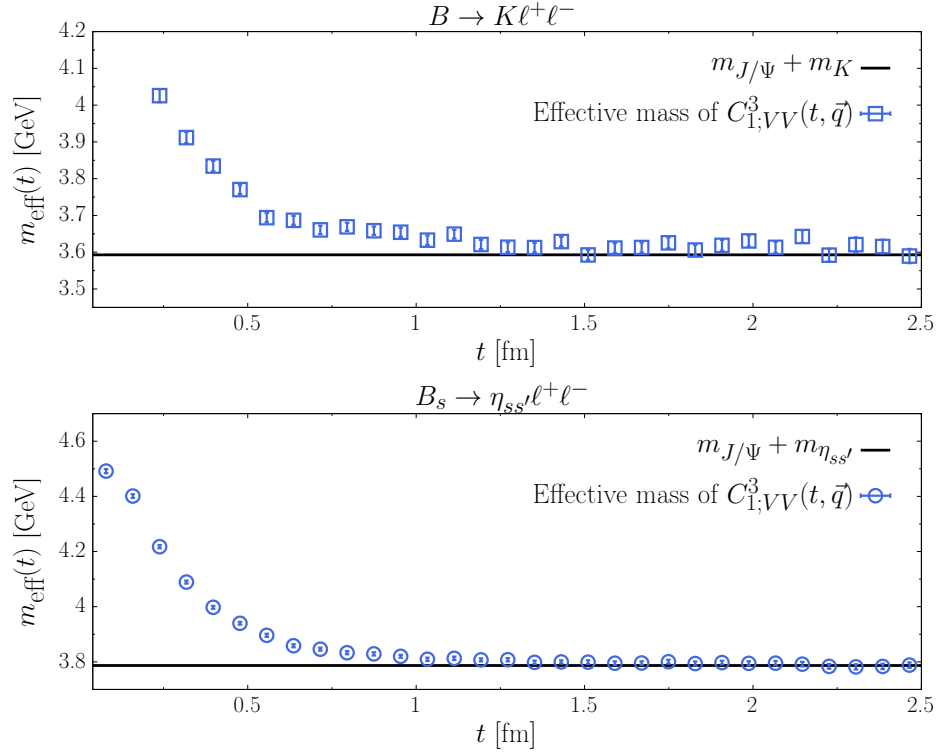 B → Kℓ⁺ℓ⁻
4.2
4.1
4
3.9
3.8
3.7
3.6
3.5
m_eff(t) [GeV]
m_{J/Ψ} + m_K
Effective mass of C³_{1;VV}(t, q⃗)
0.5
1
1.5
2
2.5
t [fm]
B_s → η_{ss′}ℓ⁺ℓ⁻
4.6
4.4
4.2
4
3.8
m_eff(t) [GeV]
m_{J/Ψ} + m_{η_{ss′}}
Effective mass of C³_{1;VV}(t, q⃗)
0.5
1
1.5
2
2.5
t [fm]